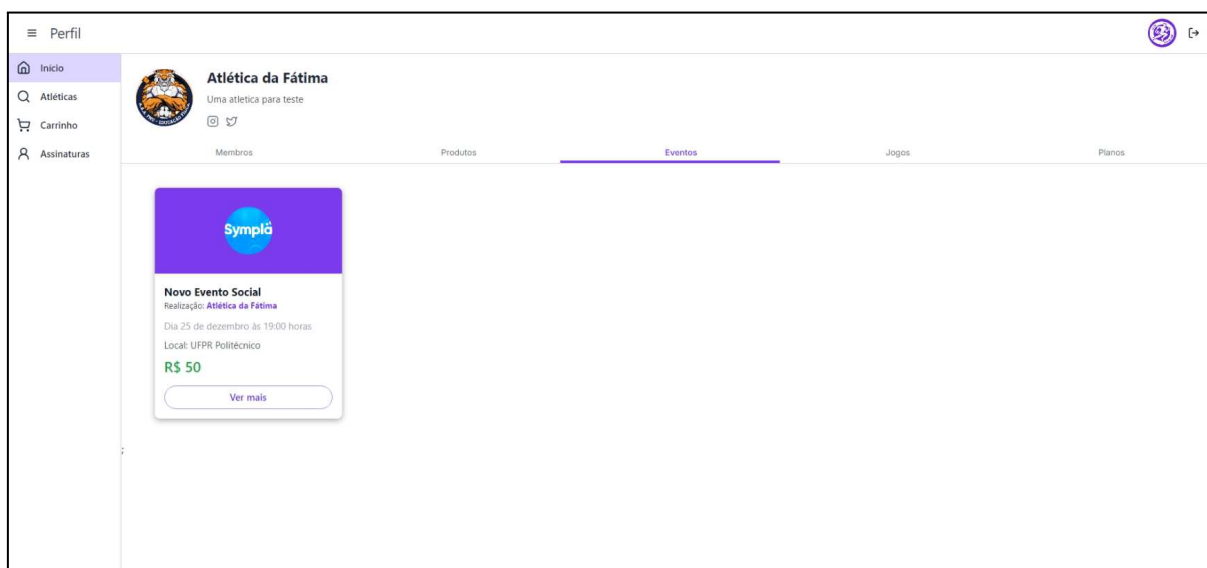 Perfil
Início
Atléticas
Carrinho
Assinaturas
Atlética da Fátima
Uma atletica para teste
Membros
Produtos
Eventos
Jogos
Planos
Sympla
Novo Evento Social
Realização: Atlética da Fátima
Dia 25 de dezembro às 19:00 horas
Local: UFPR Politécnico
R$ 50
Ver mais
;